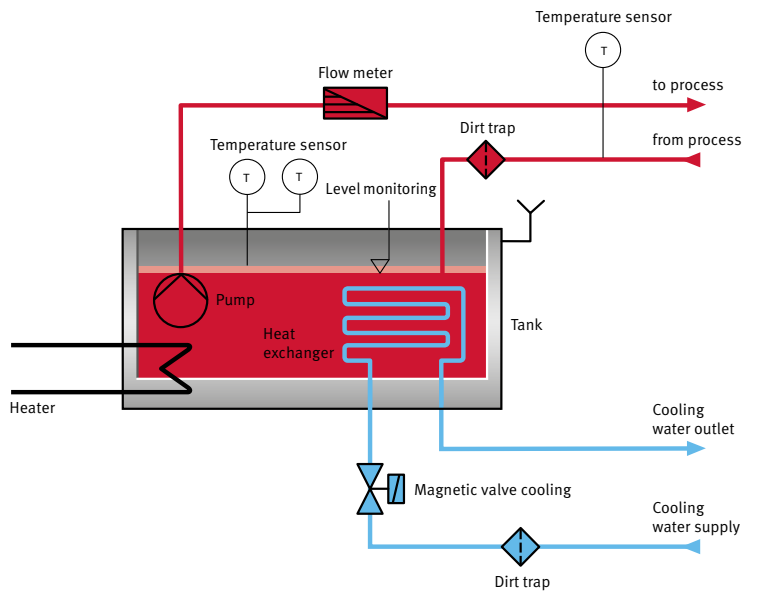 Temperature sensor
T
Flow meter
to process
Dirt trap
from process
Temperature sensor
T
T
Level monitoring
Pump
Heat
exchanger
Tank
Heater
Cooling
water outlet
Magnetic valve cooling
Cooling
water supply
Dirt trap